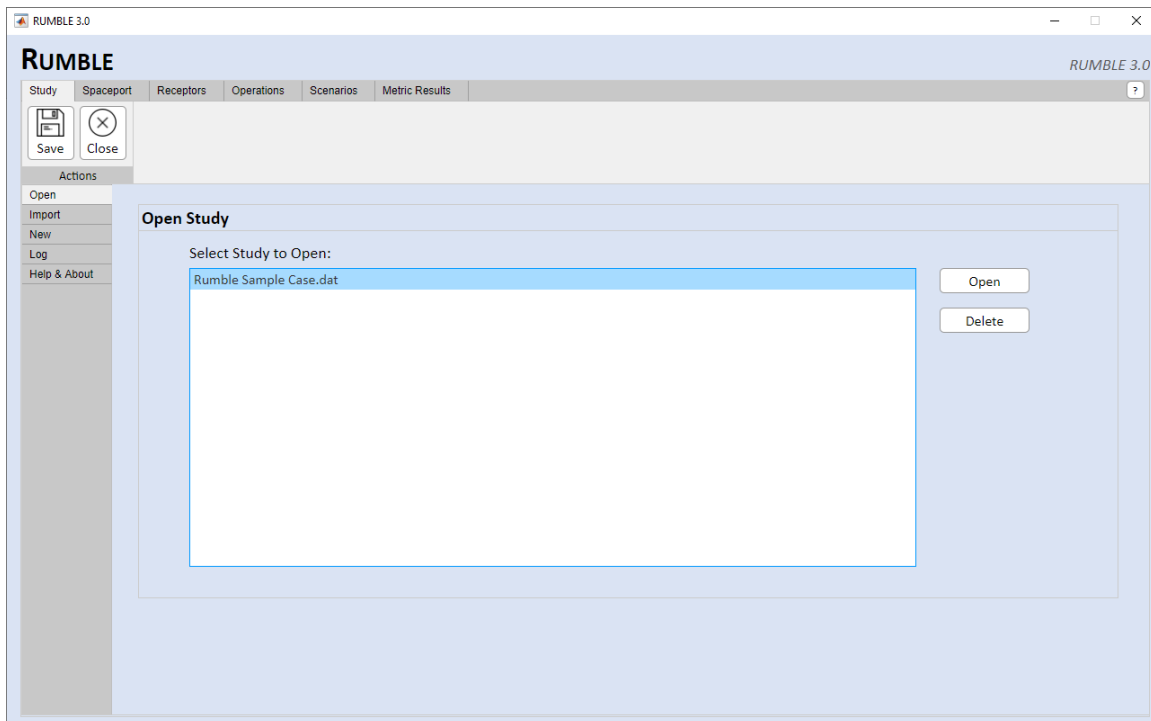 RUMBLE 3.0
RUMBLE
RUMBLE 3.0
Study Spaceport Receptors Operations Scenarios Metric Results ?
Save Close
Actions
Open
Import
New
Log
Help & About
Open Study
Select Study to Open:
Rumble Sample Case.dat
Open
Delete